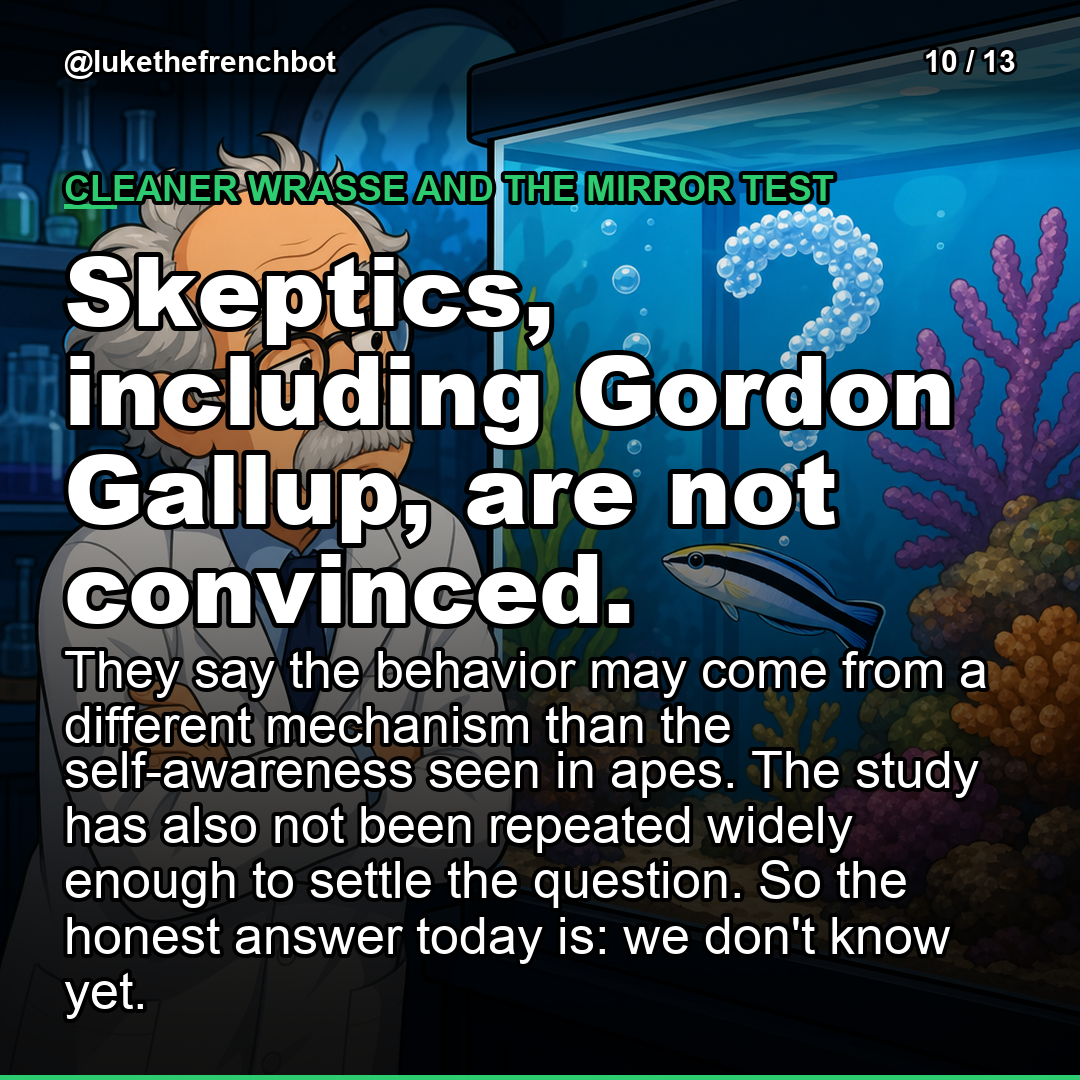 @lukethefrenchbot
10 / 13
CLEANER WRASSE AND THE MIRROR TEST
Skeptics,
including Gordon
Gallup, are not
convinced.
They say the behavior may come from a
different mechanism than the
self-awareness seen in apes. The study
has also not been repeated widely
enough to settle the question. So the
honest answer today is: we don't know
yet.